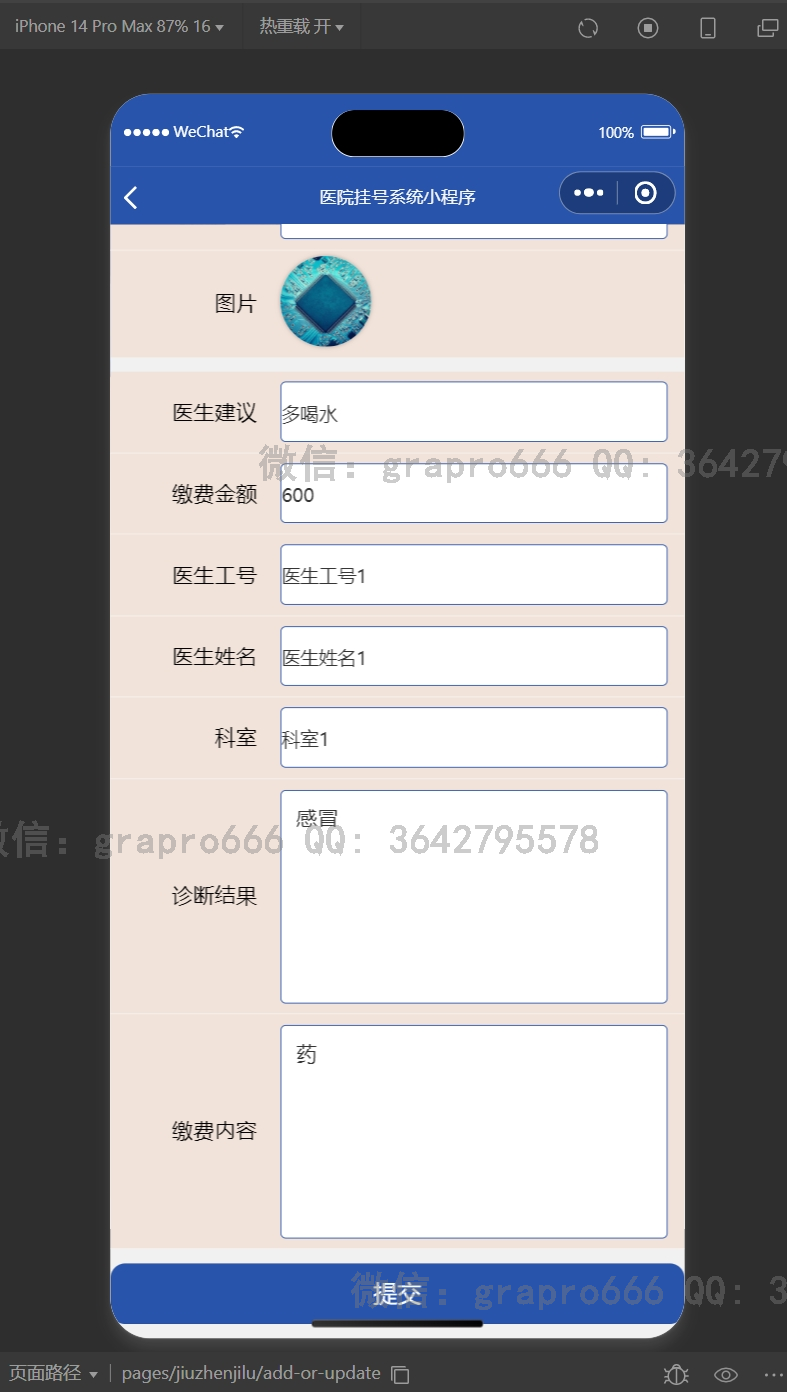 iPhone 14 Pro Max 87% 16 热重载 开
WeChat 100%
医院挂号系统小程序
图片
医生建议 多喝水
微信：grapro666 QQ：364279
缴费金额 600
医生工号 医生工号1
医生姓名 医生姓名1
科室 科室1
感冒
微信：grapro666 QQ：3642795578
诊断结果
药
缴费内容
提交
微信：grapro666 QQ：3
页面路径 pages/jiuzhenjilu/add-or-update